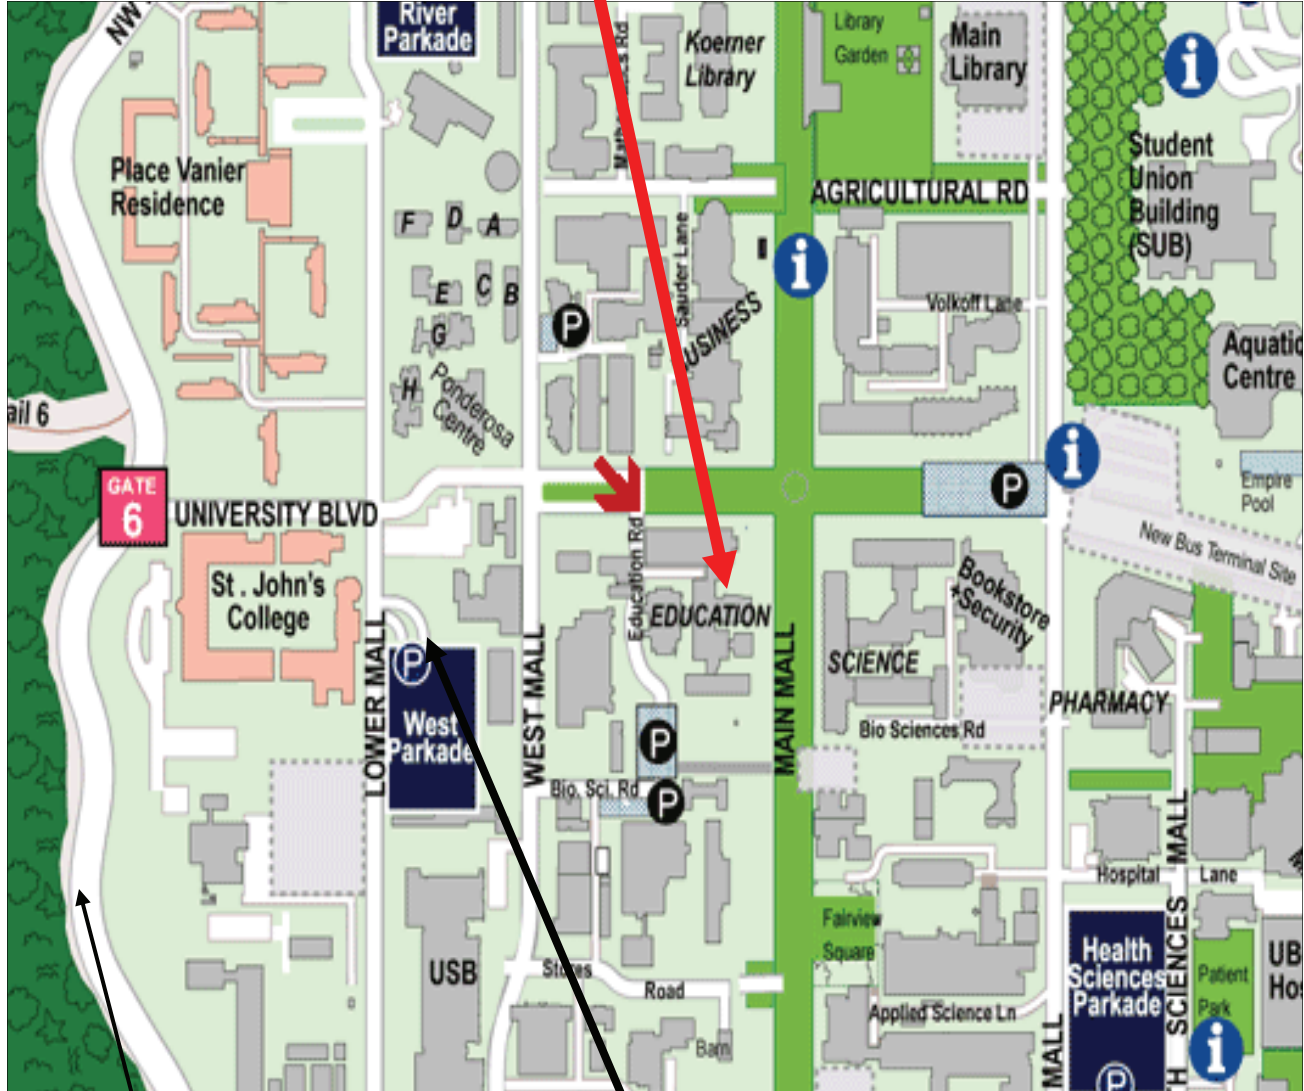 NW
River
Parkade
Koerner
Library
Library
Garden
Main
Library
i
Student
Union
Building
(SUB)
Place Vanier
Residence
AGRICULTURAL RD
F
D
A
Sauder Lane
i
E
C
B
G
P
Volkoff Lane
USINESS
H
Ponderosa
Centre
Aquatic
Centre
ail 6
GATE
6
UNIVERSITY BLVD
P
i
Empire
Pool
New Bus Terminal Site
St . John's
College
Education Rd
EDUCATION
Bookstore
+Security
SCIENCE
P
West
Parkade
LOWER MALL
WEST MALL
MAIN MALL
PHARMACY
P
Bio Sciences Rd
Bio. Sci. Rd
P
Hospital Lane
MALL
Fairview
Square
USB
Stores
Road
Health
Sciences
Parkade
P
SCIENCES
Patient
Park
UB
Hos
Applied Science Ln
Barn
MALL
TH
i